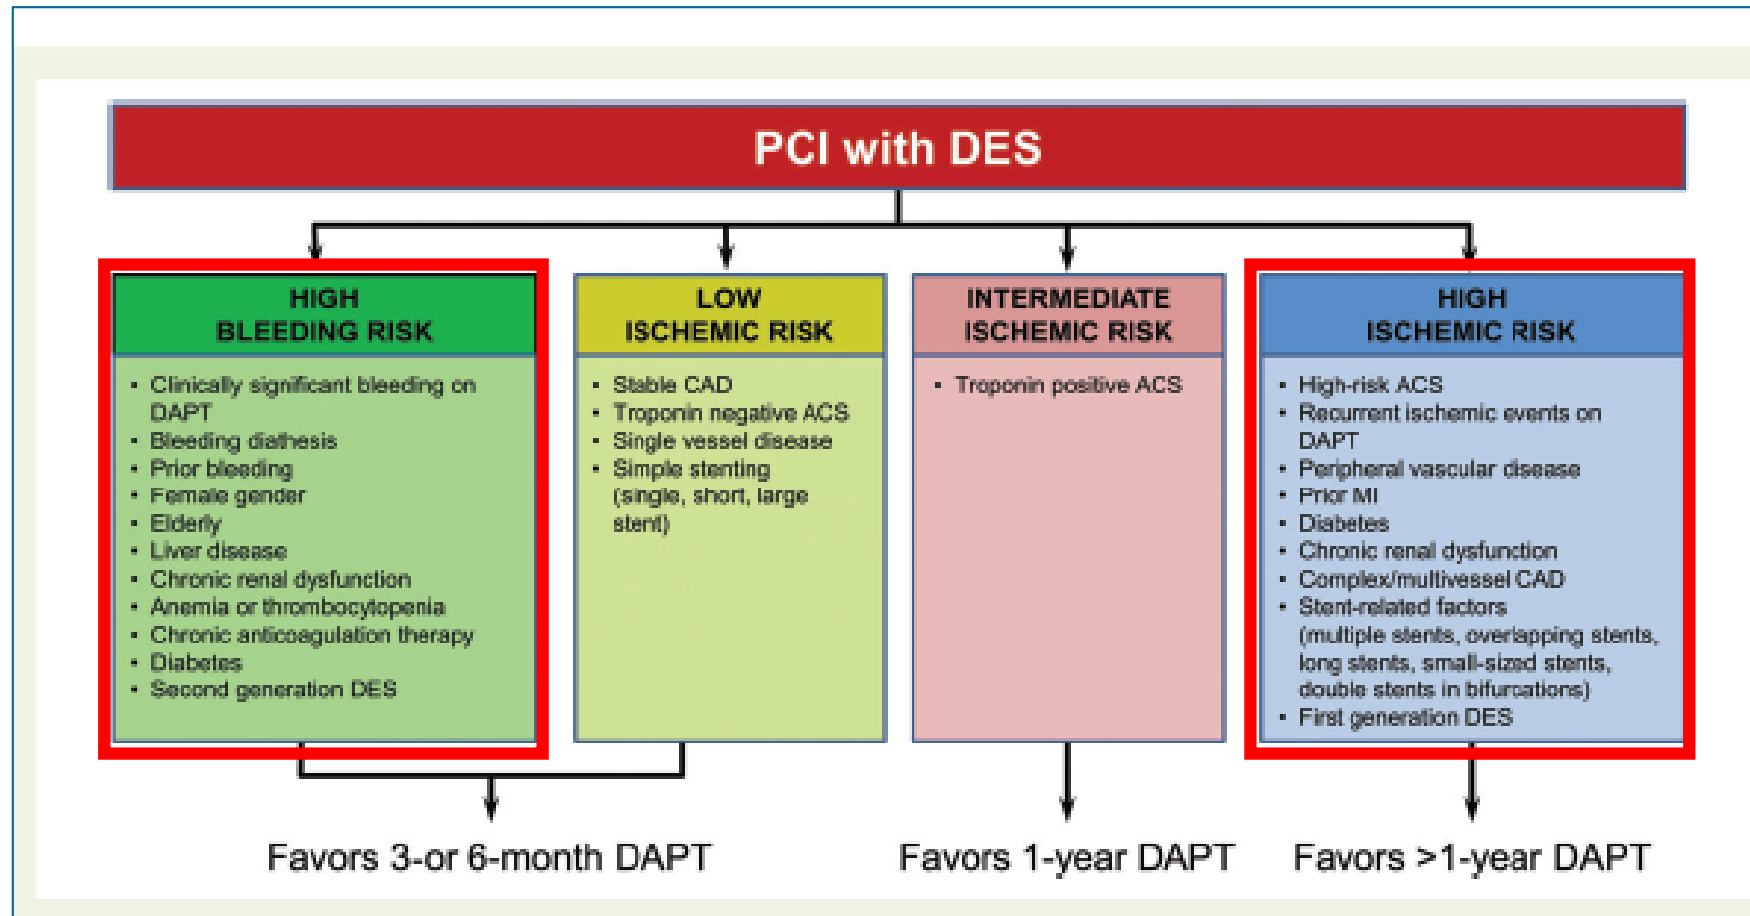 PCI with DES
HIGH
BLEEDING RISK
• Clinically significant bleeding on
DAPT
• Bleeding diathesis
• Prior bleeding
• Female gender
• Elderly
• Liver disease
• Chronic renal dysfunction
• Anemia or thrombocytopenia
• Chronic anticoagulation therapy
• Diabetes
• Second generation DES
LOW
ISCHEMIC RISK
• Stable CAD
• Troponin negative ACS
• Single vessel disease
• Simple stenting
(single, short, large
stent)
INTERMEDIATE
ISCHEMIC RISK
• Troponin positive ACS
HIGH
ISCHEMIC RISK
• High-risk ACS
• Recurrent ischemic events on
DAPT
• Peripheral vascular disease
• Prior MI
• Diabetes
• Chronic renal dysfunction
• Complex/multivessel CAD
• Stent-related factors
(multiple stents, overlapping stents,
long stents, small-sized stents,
double stents in bifurcations)
• First generation DES
Favors 3-or 6-month DAPT
Favors 1-year DAPT
Favors >1-year DAPT